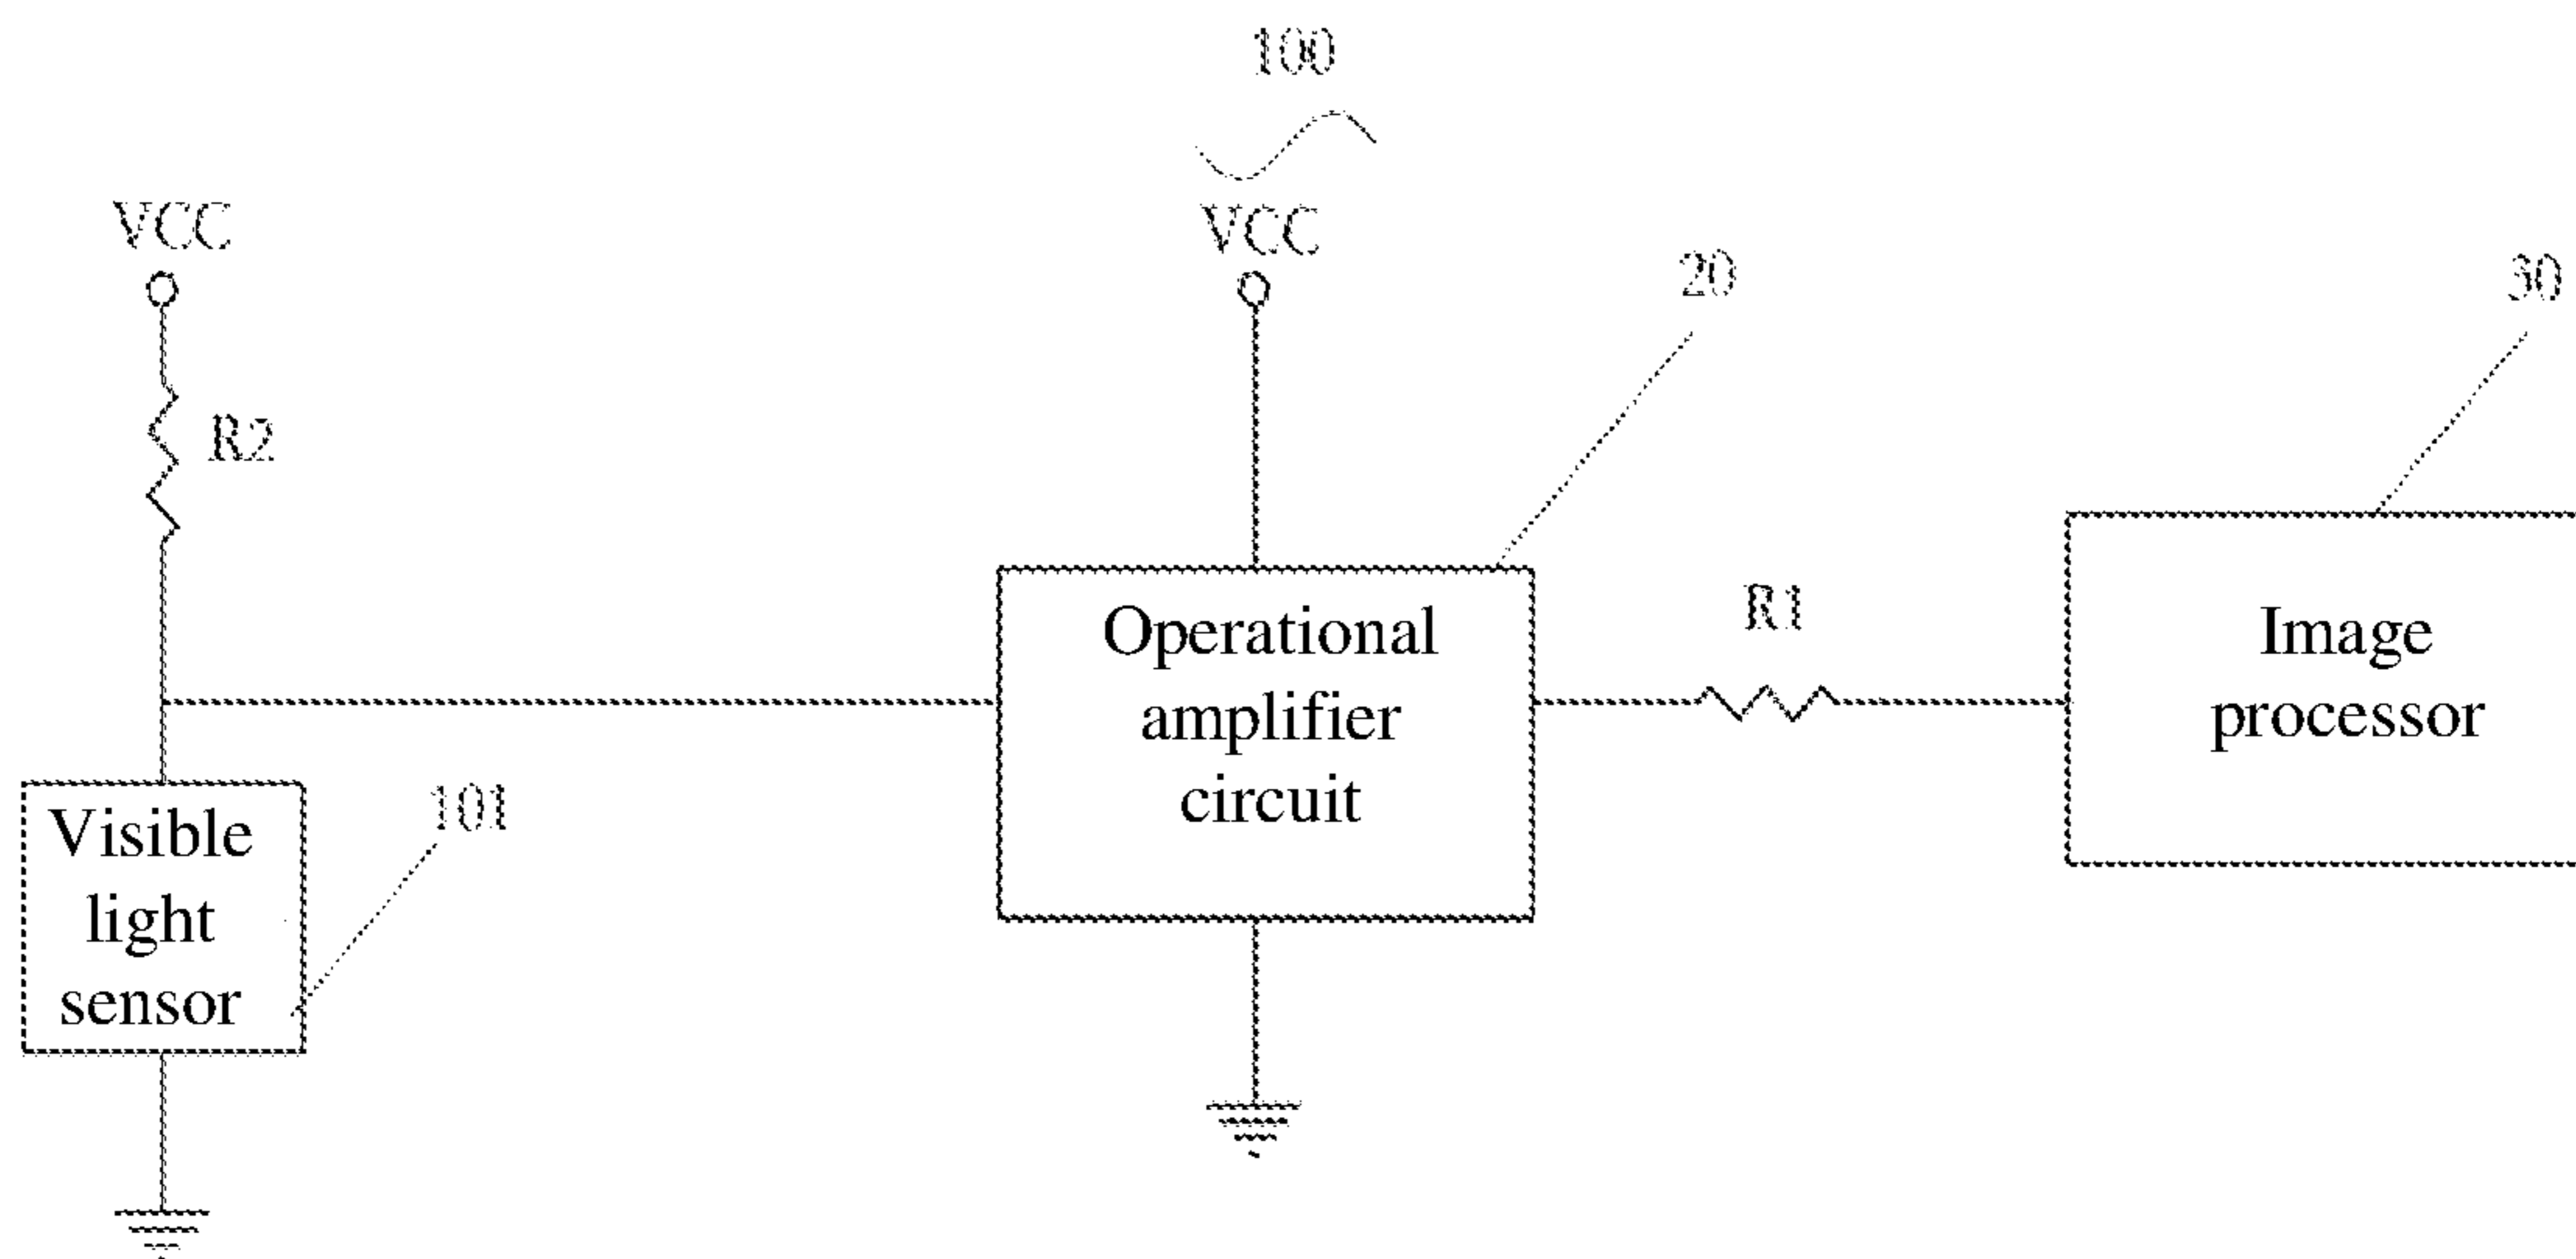 100
VCC
VCC
20
30
R2
R1
Operational
amplifier
circuit
Image
processor
101
Visible
light
sensor